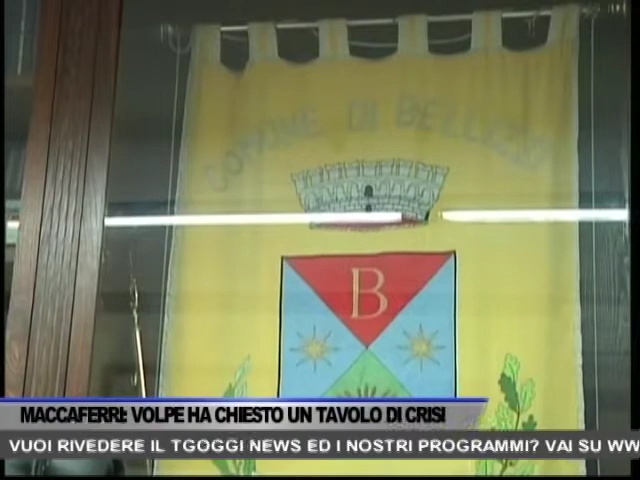 COMUNE DI BELLIZZI
B
MACCAFERRI: VOLPE HA CHIESTO UN TAVOLO DI CRISI
VUOI RIVEDERE IL TGOGGI NEWS ED I NOSTRI PROGRAMMI? VAI SU WW